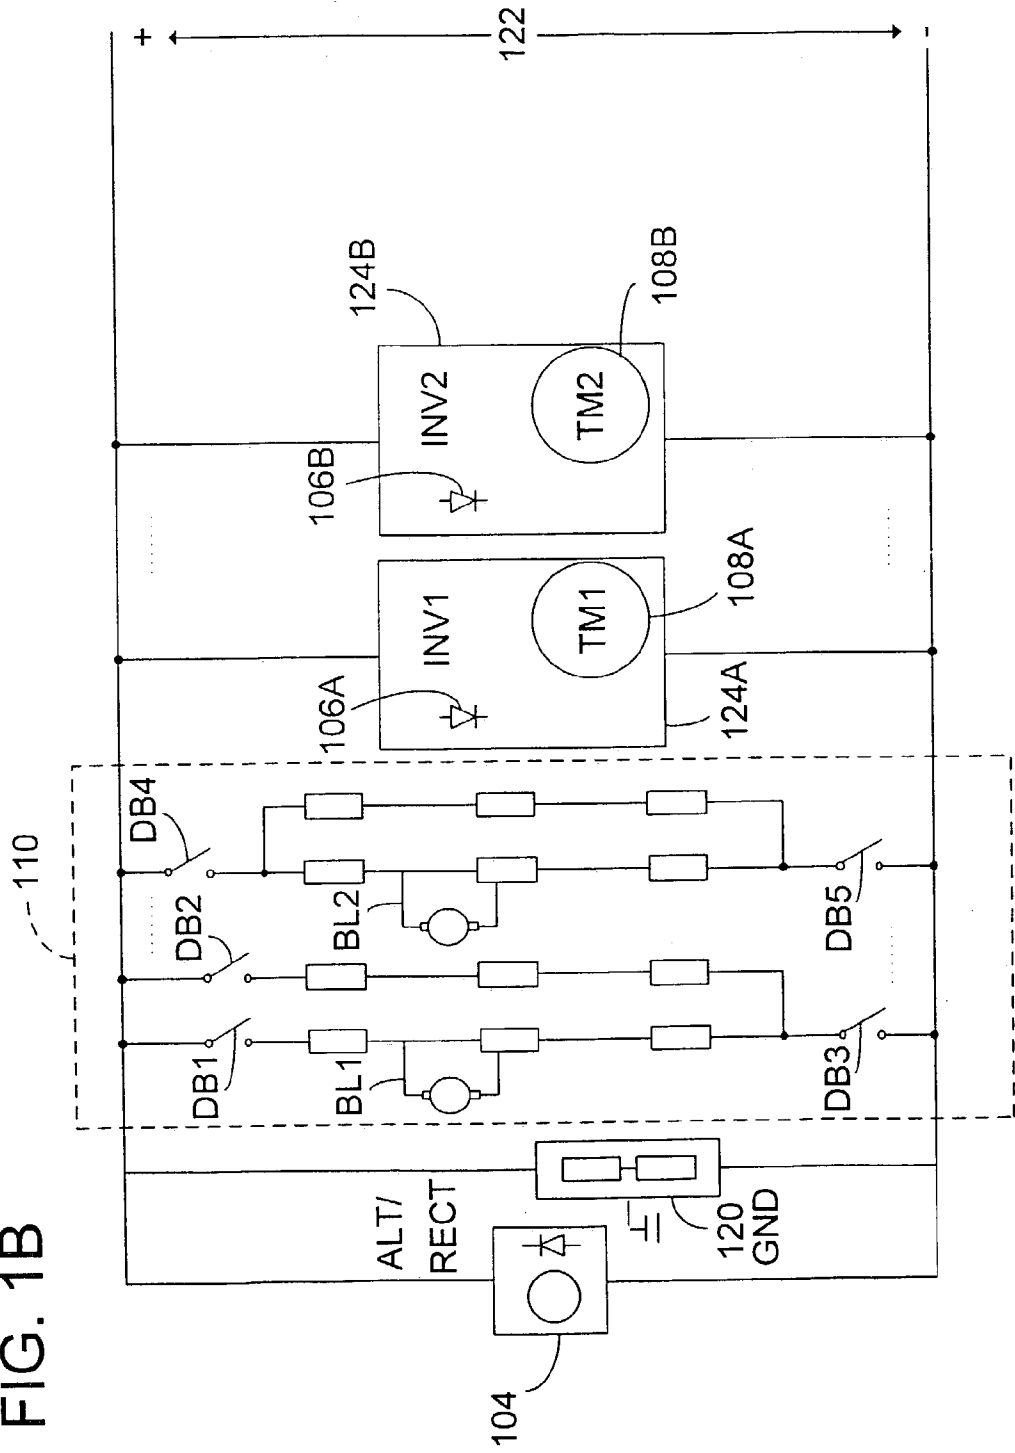 FIG. 1B
110
+
122
-
DB4
DB2
DB1
BL2
BL1
DB5
DB3
106A
INV1
TM1
108A
124A
106B
INV2
TM2
108B
124B
ALT/
RECT
120
GND
104